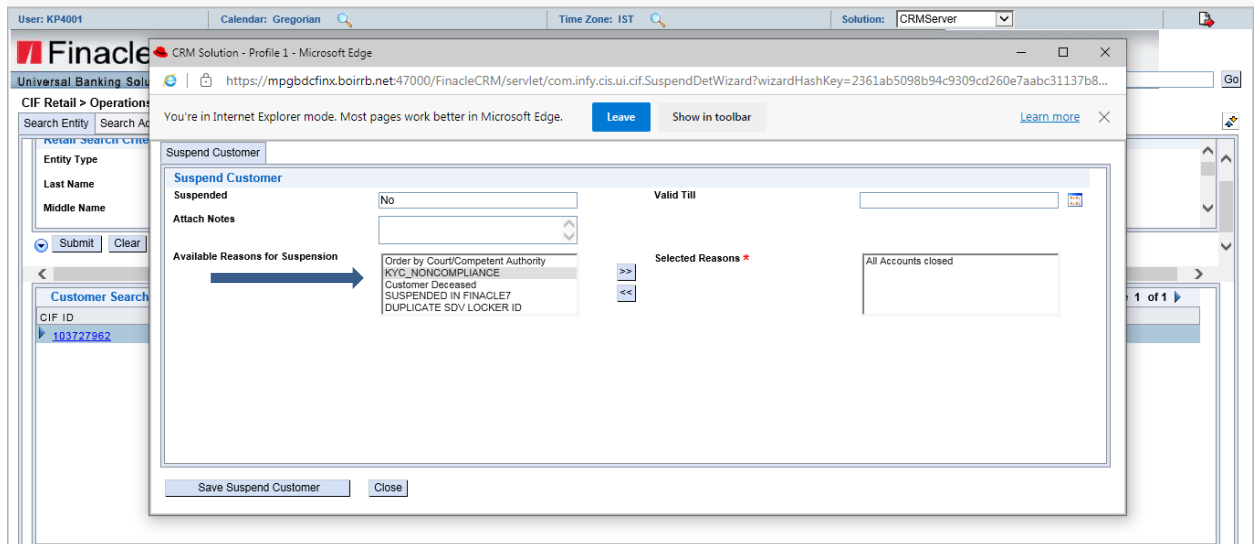 User: KP4001 Calendar: Gregorian Time Zone: IST Solution: CRMServer
Finacle
CRM Solution - Profile 1 - Microsoft Edge
Universal Banking Solu
https://mpgbdcfinx.boirrb.net:47000/FinacleCRM/servlet/com.infy.cis.ui.cif.SuspendDetWizard?wizardHashKey=2361ab5098b94c9309cd260e7aabc31137b8...
Go
CIF Retail > Operations
You're in Internet Explorer mode. Most pages work better in Microsoft Edge. Leave Show in toolbar Learn more
Search Entity Search Ad
Retail Search Crite
Suspend Customer
Entity Type
Suspend Customer
Last Name
Suspended No Valid Till
Middle Name
Attach Notes
Submit Clear
Available Reasons for Suspension
Order by Court/Competent Authority
KYC_NONCOMPLIANCE
Customer Deceased
SUSPENDED IN FINACLE7
DUPLICATE SDV LOCKER ID
>>
<<
Selected Reasons *
All Accounts closed
Customer Search
1 of 1
CIF ID
103727962
Save Suspend Customer Close